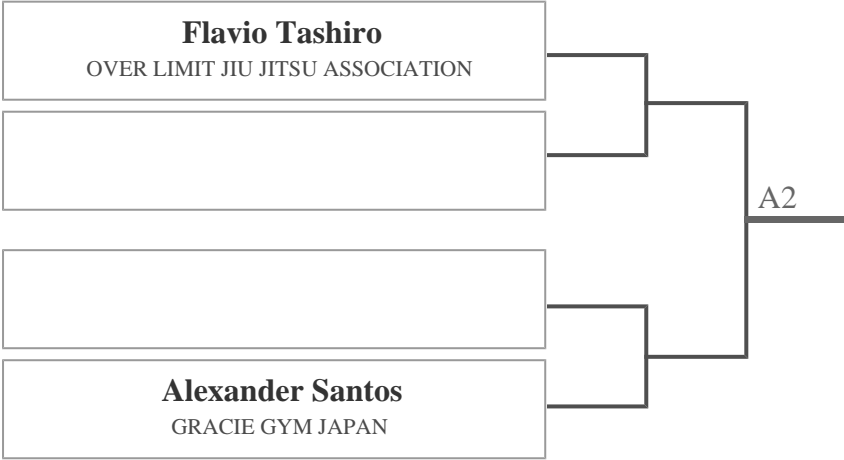 Flavio Tashiro
OVER LIMIT JIU JITSU ASSOCIATION
A2
Alexander Santos
GRACIE GYM JAPAN